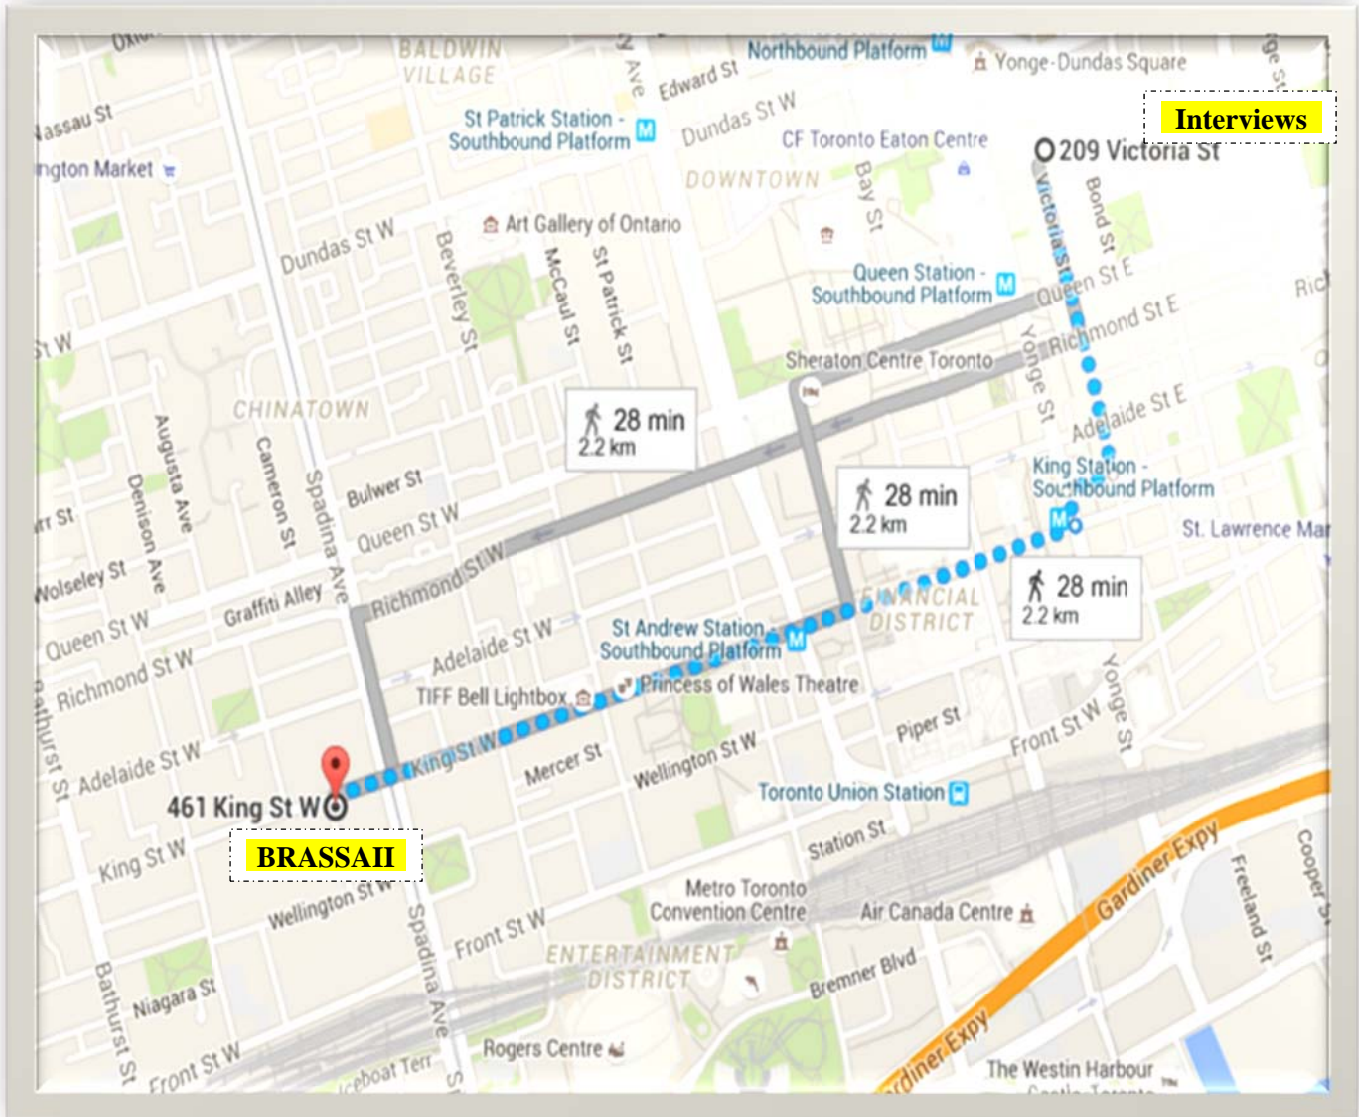 BALDWIN
VILLAGE
Northbound Platform
Yonge-Dundas Square
Edward St
Nassau St
St Patrick Station -
Southbound Platform
Dundas St W
Interviews
CF Toronto Eaton Centre
209 Victoria St
ington Market
DOWNTOWN
Bay St
Victoria St
Bond St
Art Gallery of Ontario
Dundas St W
Beverley St
McCaul St
St Patrick St
Queen Station -
Southbound Platform
Queen St E
Richmond St E
Rich
St W
Sheraton Centre Toronto
Yonge St
CHINATOWN
28 min
2.2 km
Adelaide St E
Augusta Ave
Cameron St
Denison Ave
Spadina Ave
Bulwer St
Queen St W
King Station -
Southbound Platform
28 min
2.2 km
St. Lawrence Mar
Wolseley St
Graffiti Alley
Richmond St W
28 min
2.2 km
FINANCIAL
DISTRICT
Queen St W
Adelaide St W
St Andrew Station -
Southbound Platform
Richmond St W
TIFF Bell Lightbox
Princess of Wales Theatre
Bathurst St
Yonge St
Piper St
Front St W
Adelaide St W
King St W
Mercer St
Wellington St W
461 King St W
Toronto Union Station
BRASSAII
King St W
Station St
Gardiner Expy
Cooper S
Freeland St
Wellington St W
Metro Toronto
Convention Centre
Air Canada Centre
Spadina Ave
Front St W
ENTERTAINMENT
DISTRICT
Bremner Blvd
Bathurst St
Niagara St
Front St W
Rogers Centre
Iceboat Terr
rdiner Expy
The Westin Harbour